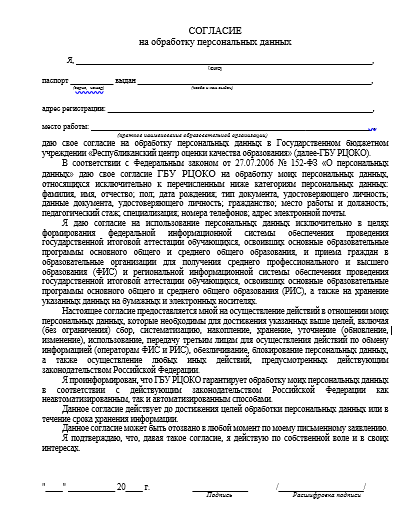 СОГЛАСИЕ
на обработку персональных данных
Я, ,
(ФИО)
паспорт выдан ,
(серия, номер) (когда и кем выдан)
адрес регистрации: ,
место работы: ,
(краткое наименования образовательной организации)
даю свое согласие на обработку персональных данных в Государственном бюджетном
учреждении «Республиканский центр оценки качества образования» (далее-ГБУ РЦОКО).
В соответствии с Федеральным законом от 27.07.2006 № 152-ФЗ «О персональных
данных» даю свое согласие ГБУ РЦОКО на обработку моих персональных данных,
относящихся исключительно к перечисленным ниже категориям персональных данных:
фамилия, имя, отчество; пол; дата рождения, тип документа, удостоверяющего личность;
данные документа, удостоверяющего личность; гражданство; место работы и должность;
педагогический стаж; специализация; номера телефонов; адрес электронной почты.
Я даю согласие на использование персональных данных исключительно в целях
формирования федеральной информационной системы обеспечения проведения
государственной итоговой аттестации обучающихся, освоивших основные образовательные
программы основного общего и среднего общего образования, и приема граждан в
образовательные организации для получения среднего профессионального и высшего
образования (ФИС) и региональной информационной системы обеспечения проведения
государственной итоговой аттестации обучающихся, освоивших основные образовательные
программы основного общего и среднего общего образования (РИС), а также на хранение
указанных данных на бумажных и электронных носителях.
Настоящее согласие предоставляется мной на осуществление действий в отношении моих
персональных данных, которые необходимы для достижения указанных выше целей, включая
(без ограничения) сбор, систематизацию, накопление, хранение, уточнение (обновление,
изменение), использование, передачу третьим лицам для осуществления действий по обмену
информацией (операторам ФИС и РИС), обезличивание, блокирование персональных данных,
а также осуществление любых иных действий, предусмотренных действующим
законодательством Российской Федерации.
Я проинформирован, что ГБУ РЦОКО гарантирует обработку моих персональных данных
в соответствии с действующим законодательством Российской Федерации как
неавтоматизированным, так и автоматизированным способами.
Данное согласие действует до достижения целей обработки персональных данных или в
течение срока хранения информации.
Данное согласие может быть отозвано в любой момент по моему письменному заявлению.
Я подтверждаю, что, давая такое согласие, я действую по собственной воле и в своих
интересах.
"____" ____________ 20____ г. ____________ /____________________/
Подпись Расшифровка подписи